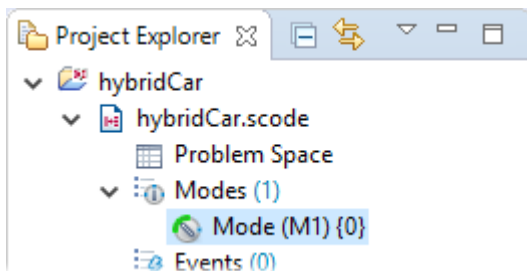 Project Explorer
hybridCar
hybridCar.scode
Problem Space
Modes (1)
Mode (M1) {0}
Events (0)